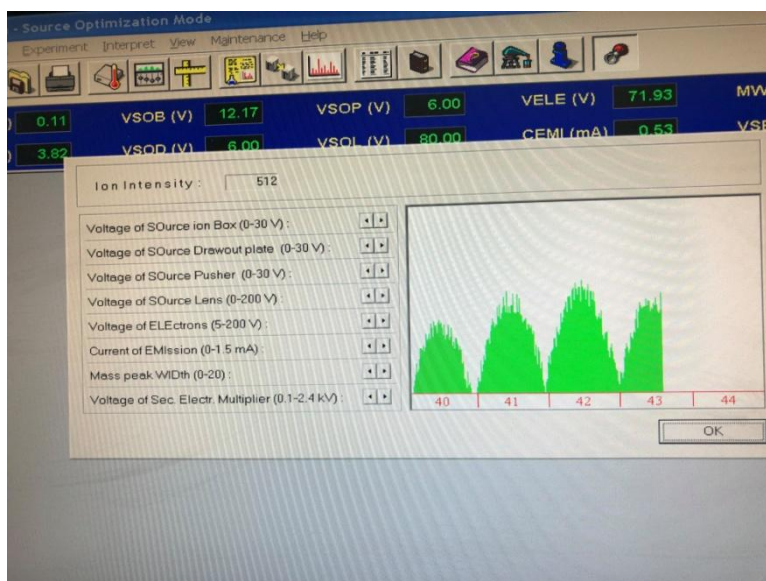 - Source Optimization Mode
Experiment Interpret View Maintenance Help
) 0.11 VSOB (V) 12.17 VSOP (V) 6.00 VELE (V) 71.93 MW
) 3.82 VSOD (V) 6.00 VSOL (V) 80.00 CEMI (mA) 0.53 VSE
Ion Intensity : 512
Voltage of SOurce ion Box (0-30 V) :
Voltage of SOurce Drawout plate (0-30 V) :
Voltage of SOurce Pusher (0-30 V) :
Voltage of SOurce Lens (0-200 V) :
Voltage of ELEctrons (5-200 V) :
Current of EMIssion (0-1.5 mA) :
Mass peak WIDth (0-20) :
Voltage of Sec. Electr. Multiplier (0.1-2.4 kV) :
40 41 42 43 44
OK